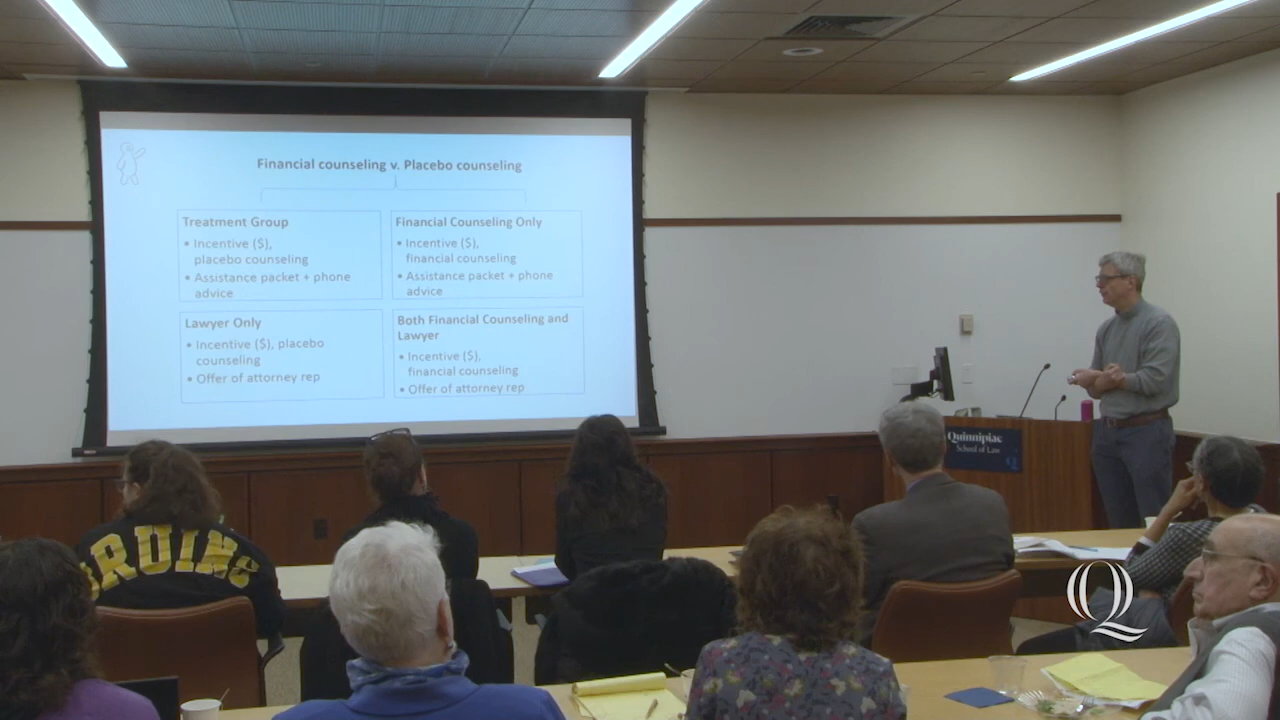 Financial counseling v. Placebo counseling
Treatment Group
• Incentive ($),
placebo counseling
• Assistance packet + phone
advice
Financial Counseling Only
• Incentive ($),
financial counseling
• Assistance packet + phone
advice
Lawyer Only
• Incentive ($), placebo
counseling
• Offer of attorney rep
Both Financial Counseling and
Lawyer
• Incentive ($),
financial counseling
• Offer of attorney rep
Quinnipiac
School of Law
BRUINS
Q